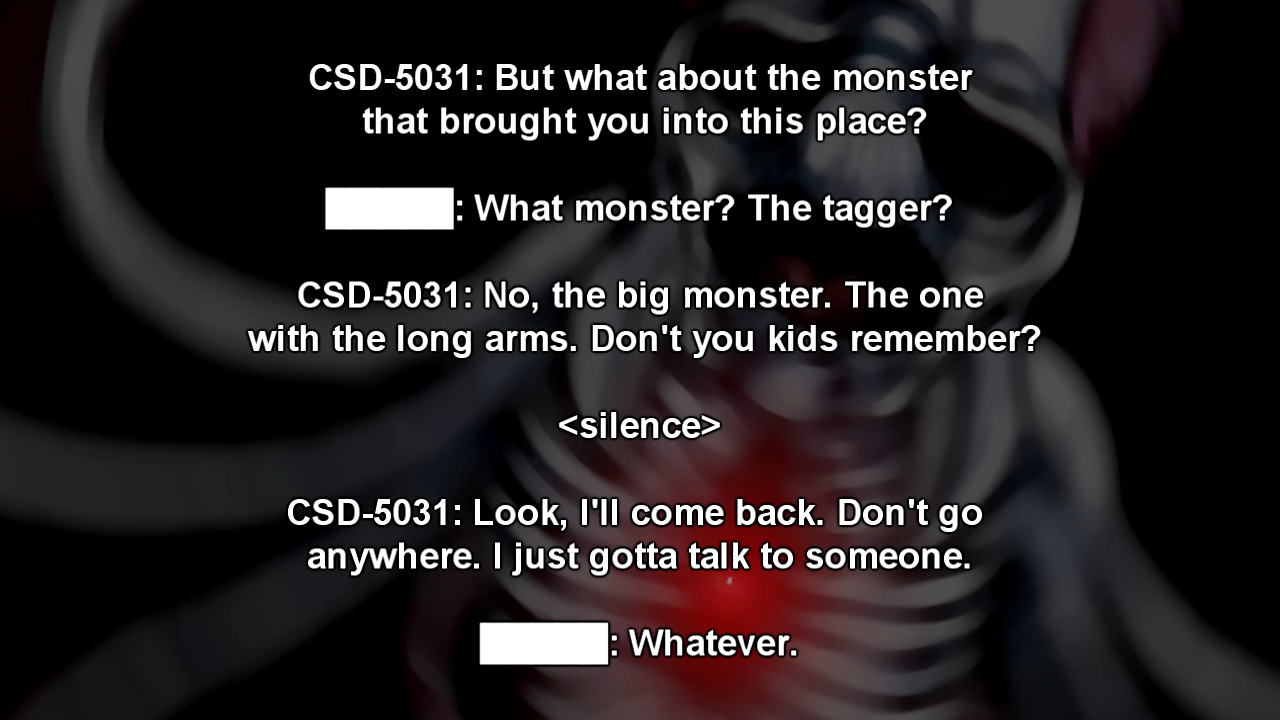 CSD-5031: But what about the monster
that brought you into this place?
: What monster? The tagger?
CSD-5031: No, the big monster. The one
with the long arms. Don't you kids remember?
<silence>
CSD-5031: Look, I'll come back. Don't go
anywhere. I just gotta talk to someone.
: Whatever.